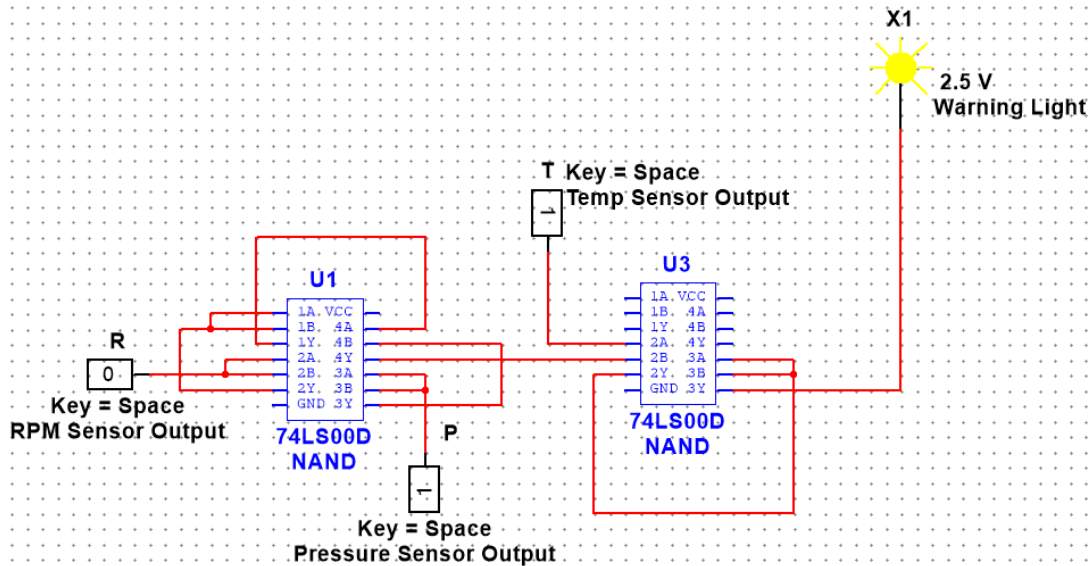 X1
2.5 V
Warning Light
T Key = Space
Temp Sensor Output
1
U3
1A VCC
1B 4A
1Y 4B
2A 4Y
2B 3A
2Y 3B
GND 3Y
74LS00D
NAND
U1
1A VCC
1B 4A
1Y 4B
2A 4Y
2B 3A
2Y 3B
GND 3Y
74LS00D
NAND
R
0
Key = Space
RPM Sensor Output
P
1
Key = Space
Pressure Sensor Output